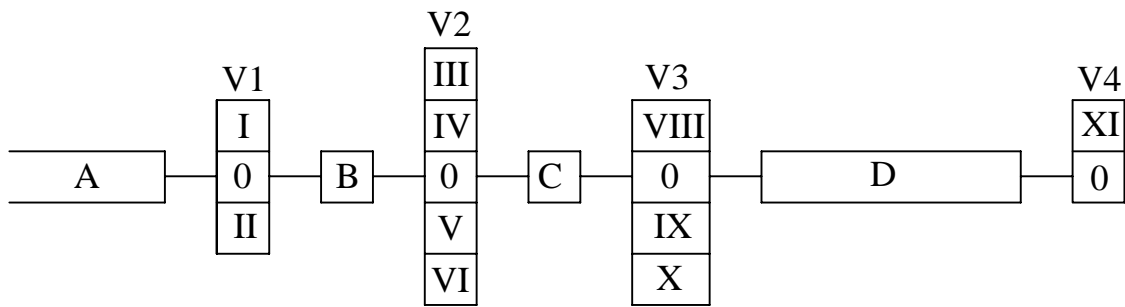 V2
III
V1 V3 V4
I IV VIII XI
A 0 B 0 C 0 D 0
II V IX
VI X